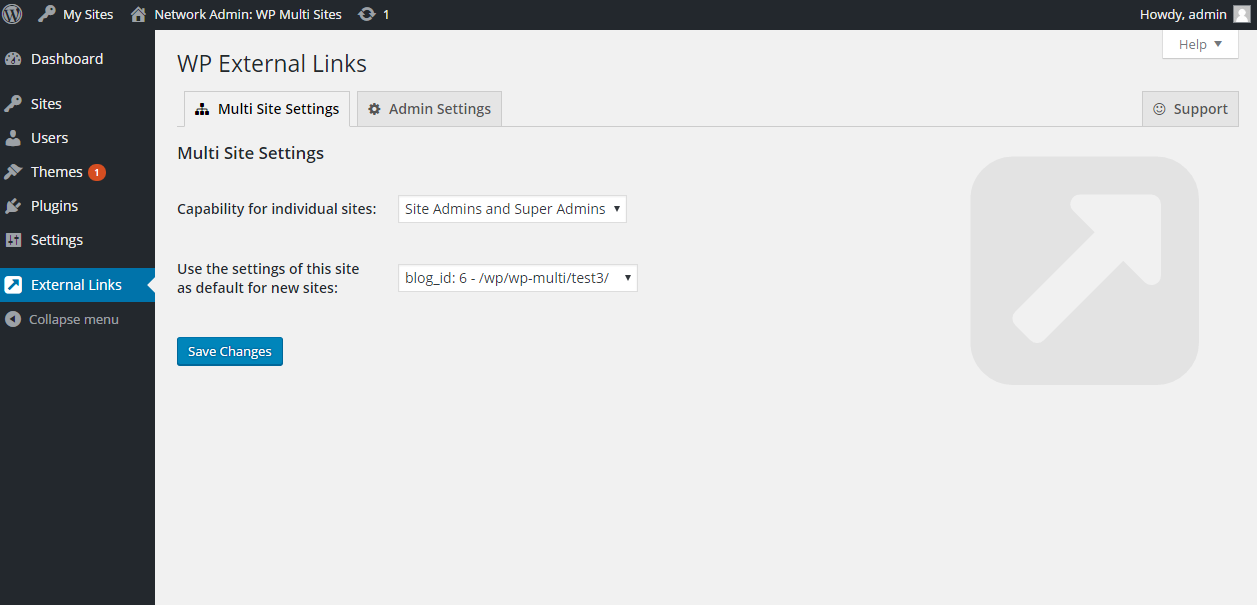 My Sites Network Admin: WP Multi Sites 1 Howdy, admin
Help
Dashboard
Sites
Users
Themes 1
Plugins
Settings
External Links
Collapse menu
WP External Links
Multi Site Settings Admin Settings Support
Multi Site Settings
Capability for individual sites: Site Admins and Super Admins
Use the settings of this site
as default for new sites: blog_id: 6 - /wp/wp-multi/test3/
Save Changes